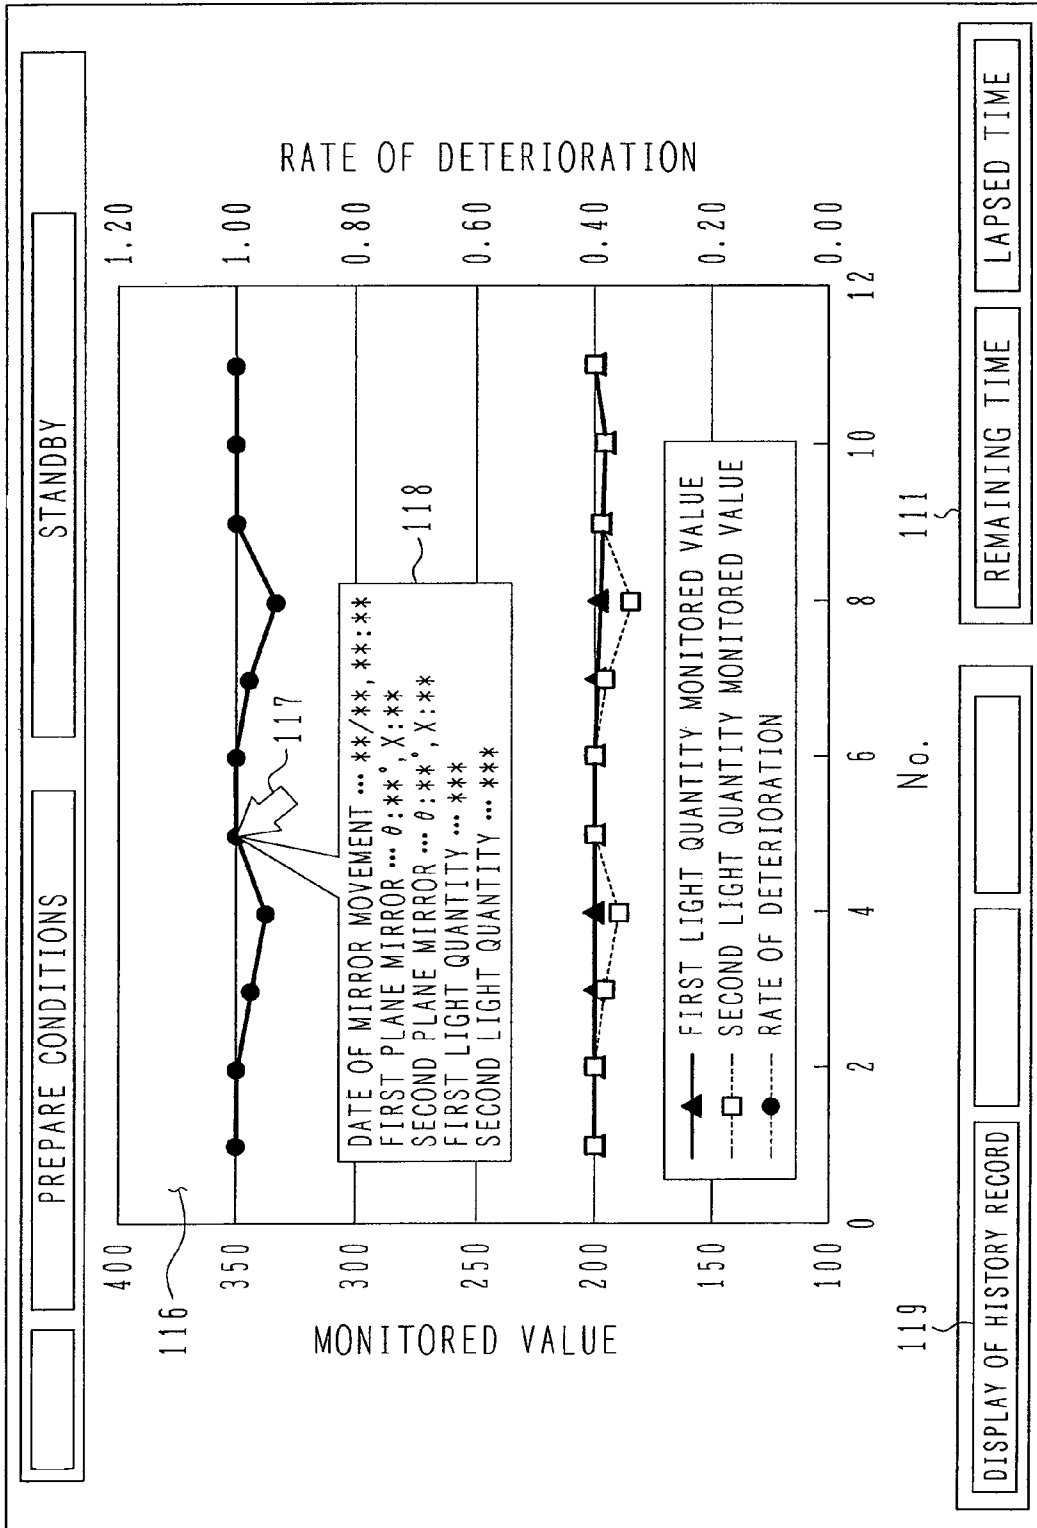 PREPARE CONDITIONS
STANDBY
116
MONITORED VALUE
400
350
300
250
200
150
100
RATE OF DETERIORATION
1.20
1.00
0.80
0.60
0.40
0.20
0.00
117
118
DATE OF MIRROR MOVEMENT ... **/**,**:**
FIRST PLANE MIRROR ... θ:**°,X:**
SECOND PLANE MIRROR ... θ:**°,X:**
FIRST LIGHT QUANTITY ... ***
SECOND LIGHT QUANTITY ... ***
FIRST LIGHT QUANTITY MONITORED VALUE
SECOND LIGHT QUANTITY MONITORED VALUE
RATE OF DETERIORATION
0
2
4
6
8
10
12
No.
119
111
DISPLAY OF HISTORY RECORD
REMAINING TIME
LAPSED TIME